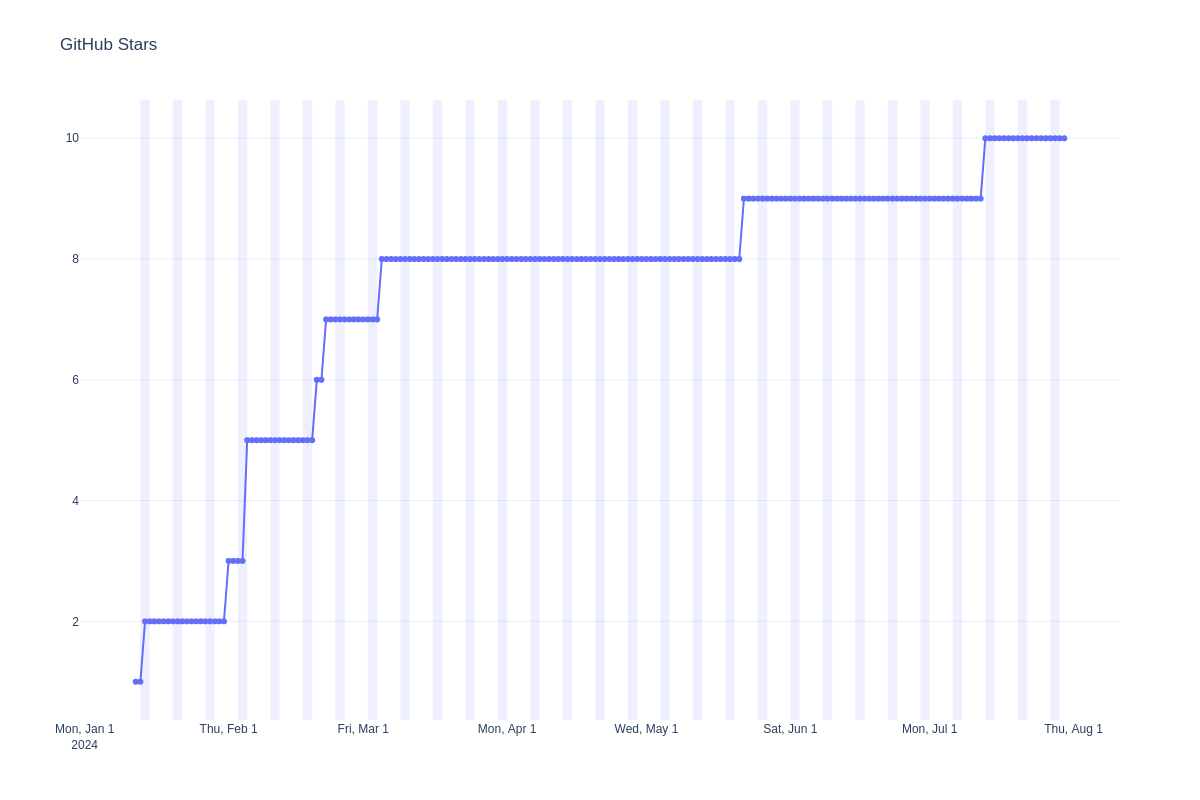 GitHub Stars
10
8
6
4
2
Mon, Jan 1
2024
Thu, Feb 1
Fri, Mar 1
Mon, Apr 1
Wed, May 1
Sat, Jun 1
Mon, Jul 1
Thu, Aug 1